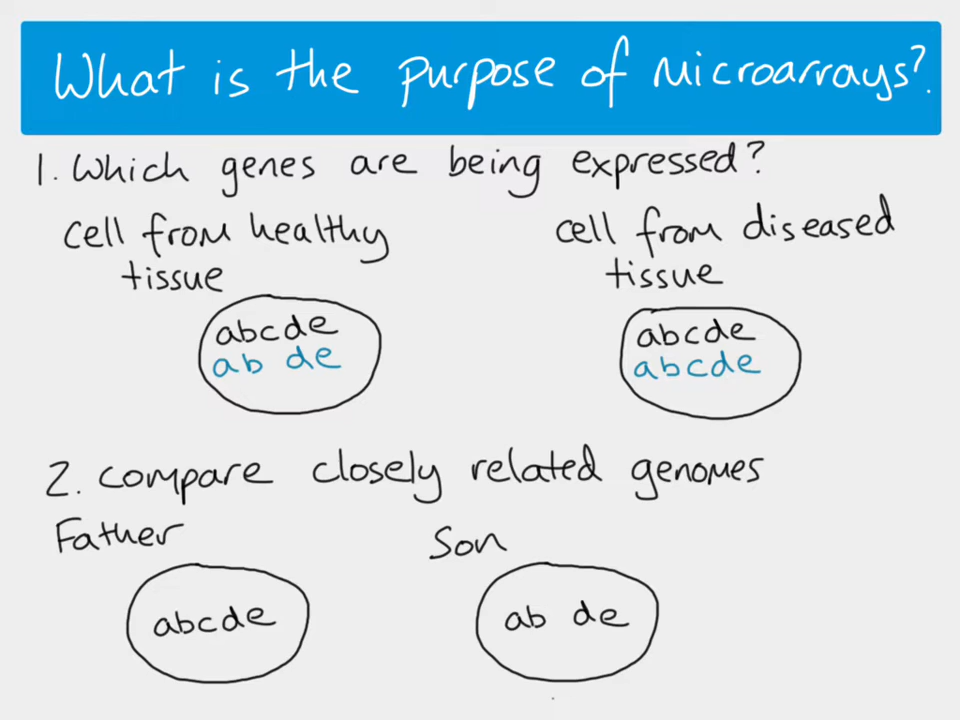 What is the purpose of microarrays?
1. Which genes are being expressed?
cell from healthy
tissue
abcde
ab de
cell from diseased
tissue
abcde
abcde
2. compare closely related genomes
Father
abcde
Son
ab de